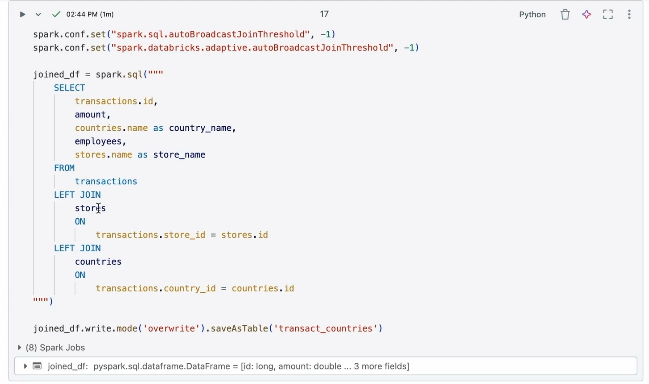 02:44 PM (1m) 17 Python
spark.conf.set("spark.sql.autoBroadcastJoinThreshold", -1)
spark.conf.set("spark.databricks.adaptive.autoBroadcastJoinThreshold", -1)
joined_df = spark.sql("""
SELECT
transactions.id,
amount,
countries.name as country_name,
employees,
stores.name as store_name
FROM
transactions
LEFT JOIN
stores
ON
transactions.store_id = stores.id
LEFT JOIN
countries
ON
transactions.country_id = countries.id
""")
joined_df.write.mode('overwrite').saveAsTable('transact_countries')
(8) Spark Jobs
joined_df: pyspark.sql.dataframe.DataFrame = [id: long, amount: double ... 3 more fields]